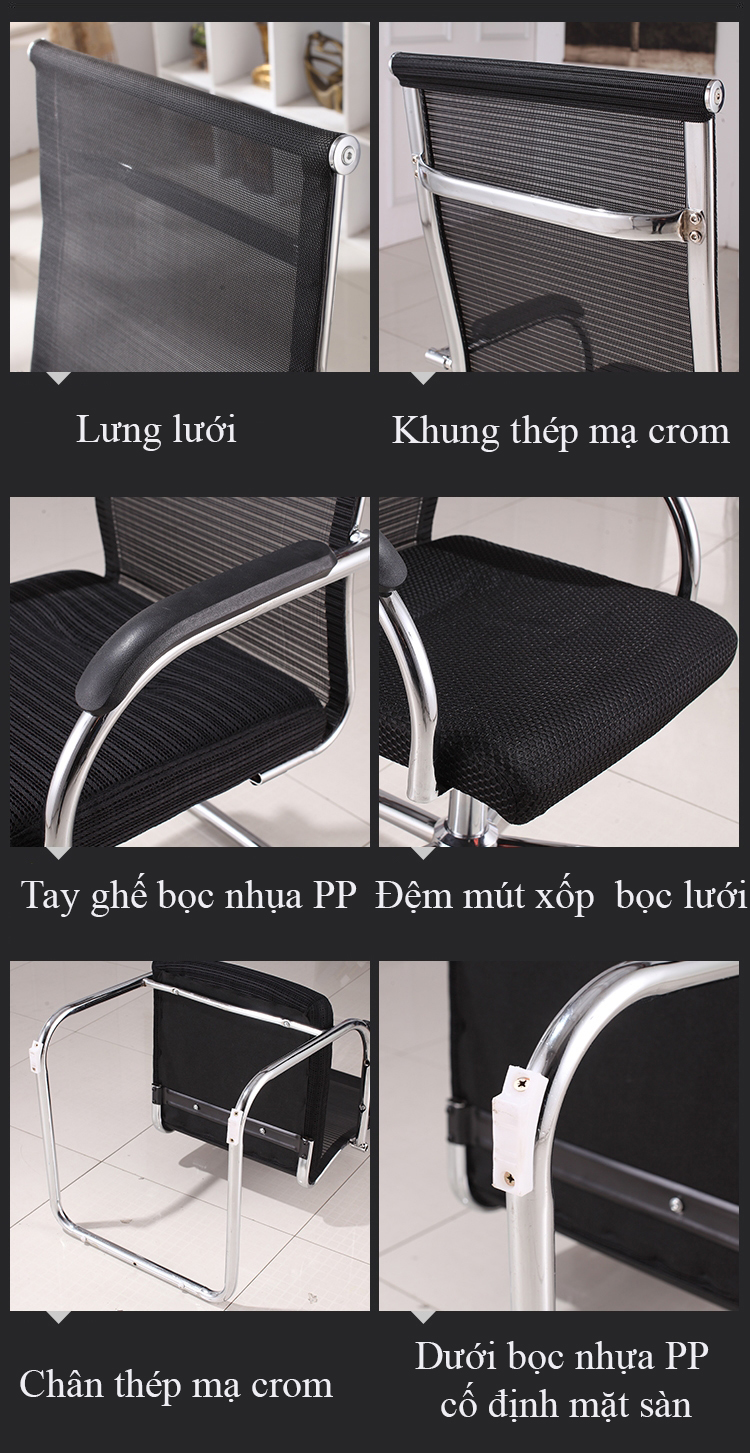 Lưng lưới
Khung thép mạ crom
Tay ghế bọc nhụa PP
Đệm mút xốp  bọc lưới
Chân thép mạ crom
Dưới bọc nhựa PP
cố định mặt sàn